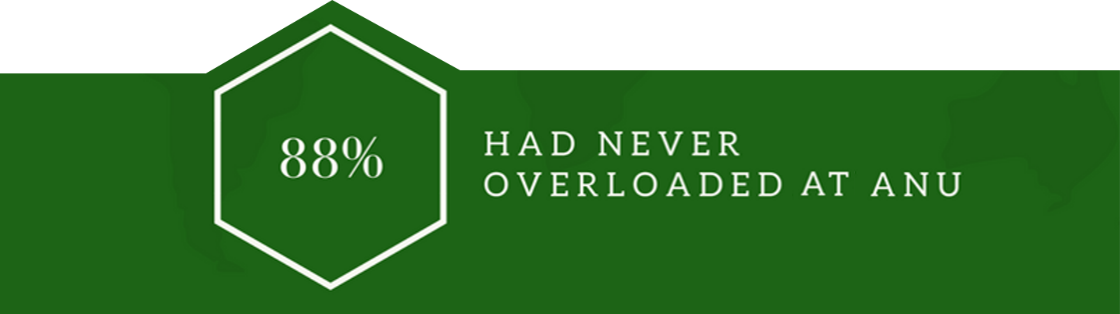 88%
HAD NEVER
OVERLOADED AT ANU